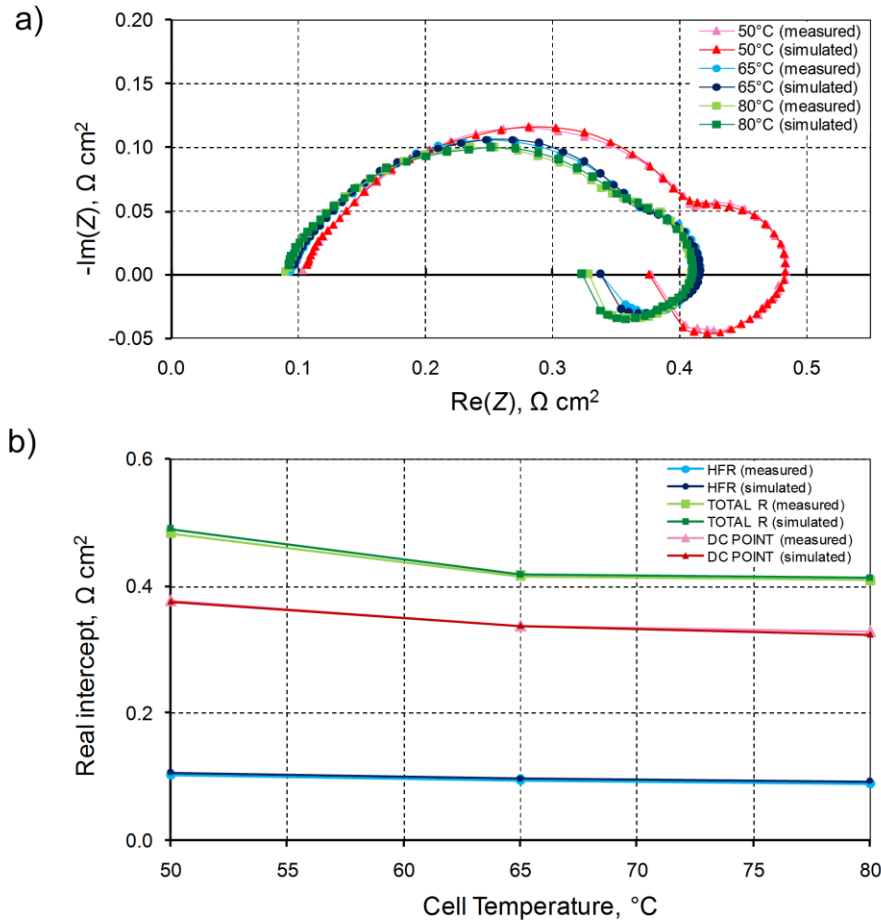 a)
0.20
0.15
0.10
0.05
0.00
-0.05
-Im(Z), Ω cm2
50°C (measured)
50°C (simulated)
65°C (measured)
65°C (simulated)
80°C (measured)
80°C (simulated)
0.0 0.1 0.2 0.3 0.4 0.5
Re(Z), Ω cm2
b)
0.6
0.4
0.2
0.0
Real intercept, Ω cm2
HFR (measured)
HFR (simulated)
TOTAL R (measured)
TOTAL R (simulated)
DC POINT (measured)
DC POINT (simulated)
50 55 60 65 70 75 80
Cell Temperature, °C